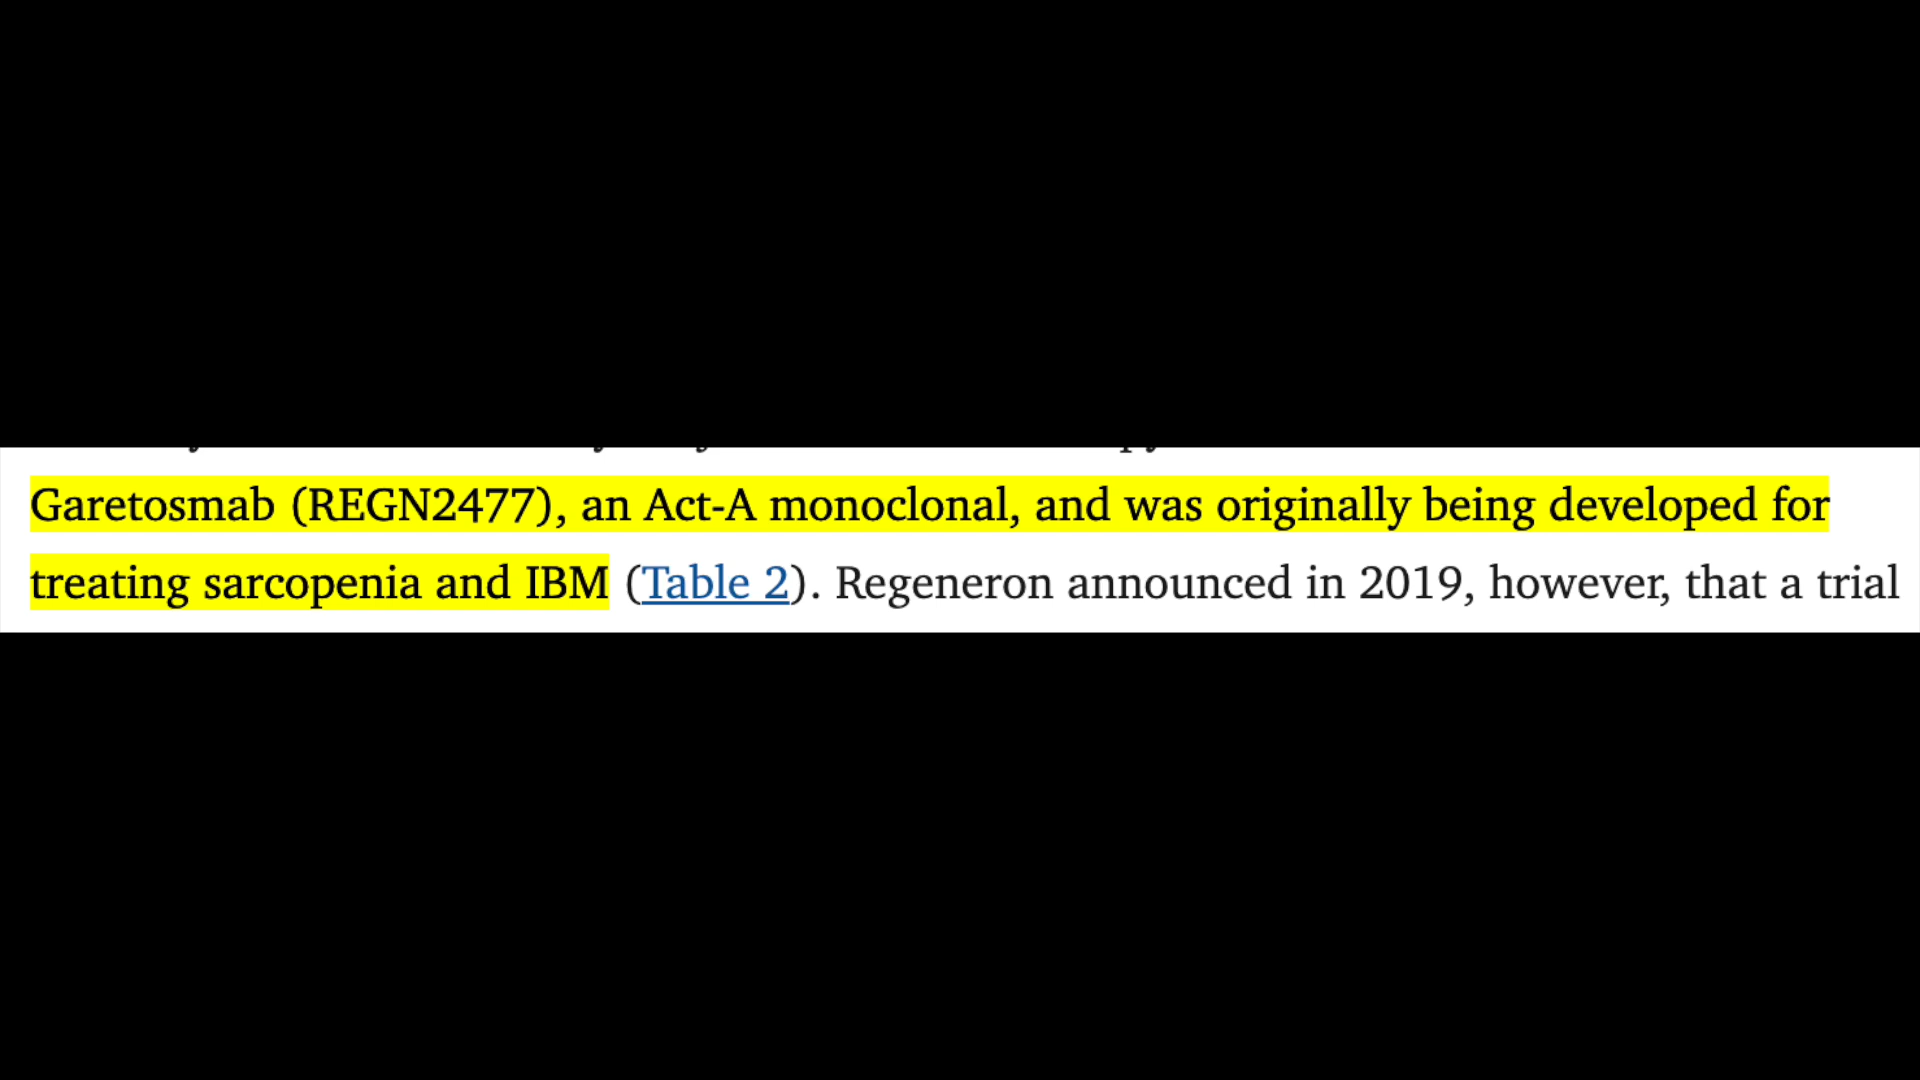 Garetosmab (REGN2477), an Act-A monoclonal, and was originally being developed for
treating sarcopenia and IBM (Table 2). Regeneron announced in 2019, however, that a trial